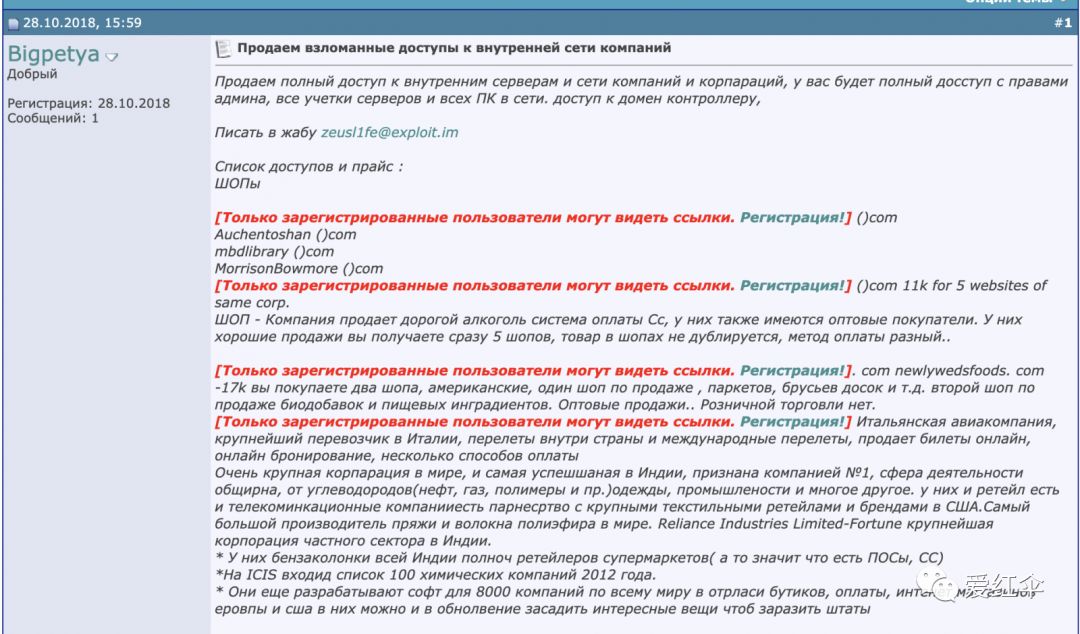 Опции темы
28.10.2018, 15:59
#1
Bigpetya
Добрый
Регистрация: 28.10.2018
Сообщений: 1
Продаем взломанные доступы к внутренней сети компаний
Продаем полный доступ к внутренним серверам и сети компаний и корпараций, у вас будет полный досступ с правами
админа, все учетки серверов и всех ПК в сети. доступ к домен контроллеру,
Писать в жабу zeusl1fe@exploit.im
Список доступов и прайс :
ШОПы
[Только зарегистрированные пользователи могут видеть ссылки. Регистрация!] ()com
Auchentoshan ()com
mbdlibrary ()com
MorrisonBowmore ()com
[Только зарегистрированные пользователи могут видеть ссылки. Регистрация!] ()com 11k for 5 websites of
same corp.
ШОП - Компания продает дорогой алкоголь система оплаты Cc, у них также имеются оптовые покупатели. У них
хорошие продажи вы получаете сразу 5 шопов, товар в шопах не дублируется, метод оплаты разный..
[Только зарегистрированные пользователи могут видеть ссылки. Регистрация!]. com newlywedsfoods. com
-17k вы покупаете два шопа, американские, один шоп по продаже , паркетов, брусьев досок и т.д. второй шоп по
продаже биодобавок и пищевых инградиентов. Оптовые продажи.. Розничной торговли нет.
[Только зарегистрированные пользователи могут видеть ссылки. Регистрация!] Итальянская авиакомпания,
крупнейший перевозчик в Италии, перелеты внутри страны и международные перелеты, продает билеты онлайн,
онлайн бронирование, несколько способов оплаты
Очень крупная корпарация в мире, и самая успешшаная в Индии, признана компанией №1, сфера деятельности
общирна, от углеводородов(нефт, газ, полимеры и пр.)одежды, промышлености и многое другое. у них и ретейл есть
и телекоминкационные компанииесть парнесртво с крупными текстильными ретейлами и брендами в США.Самый
большой производитель пряжи и волокна полиэфира в мире. Reliance Industries Limited-Fortune крупнейшая
корпорация частного сектора в Индии.
* У них бензаколонки всей Индии полноч ретейлеров супермаркетов( а то значит что есть ПОСы, СС)
*На ICIS входид список 100 химических компаний 2012 года.
* Они еще разрабатывают софт для 8000 компаний по всему миру в отрласи бутиков, оплаты,
еровпы и сша в них можно и в обнолвение засадить интересные вещи чтоб заразить штаты
爱红伞